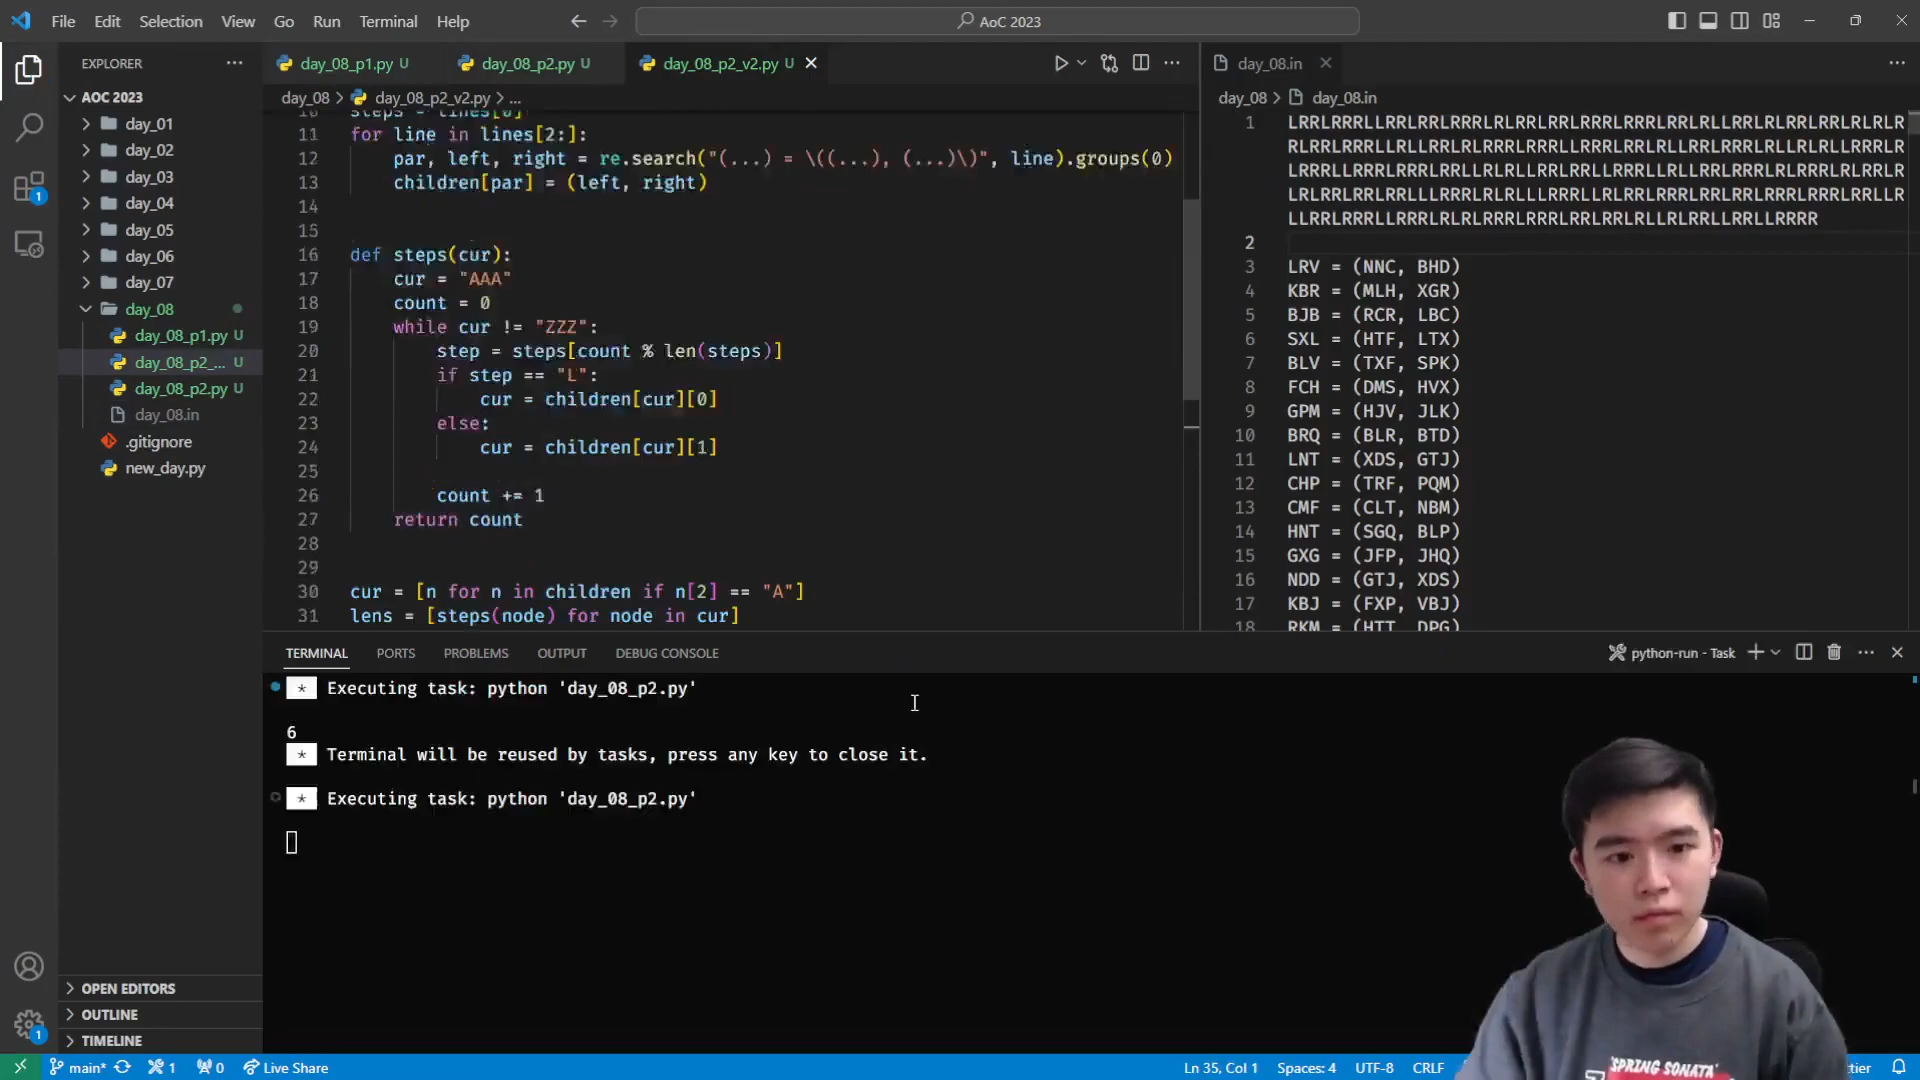 File Edit Selection View Go Run Terminal Help
AoC 2023
EXPLORER
AOC 2023
day_01
day_02
day_03
day_04
day_05
day_06
day_07
day_08
day_08_p1.py U
day_08_p2_... U
day_08_p2.py U
day_08.in
.gitignore
new_day.py
OPEN EDITORS
OUTLINE
TIMELINE
day_08_p1.py U
day_08_p2.py U
day_08_p2_v2.py U
day_08 > day_08_p2_v2.py > ...
10 steps = lines[0]
11 for line in lines[2:]:
12 par, left, right = re.search("(...) = \((...), (...)\)", line).groups(0)
13 children[par] = (left, right)
14
15
16 def steps(cur):
17 cur = "AAA"
18 count = 0
19 while cur != "ZZZ":
20 step = steps[count % len(steps)]
21 if step == "L":
22 cur = children[cur][0]
23 else:
24 cur = children[cur][1]
25
26 count += 1
27 return count
28
29
30 cur = [n for n in children if n[2] == "A"]
31 lens = [steps(node) for node in cur]
day_08.in
day_08 > day_08.in
2
3 LRV = (NNC, BHD)
4 KBR = (MLH, XGR)
5 BJB = (RCR, LBC)
6 SXL = (HTF, LTX)
7 BLV = (TXF, SPK)
8 FCH = (DMS, HVX)
9 GPM = (HJV, JLK)
10 BRQ = (BLR, BTD)
11 LNT = (XDS, GTJ)
12 CHP = (TRF, PQM)
13 CMF = (CLT, NBM)
14 HNT = (SGQ, BLP)
15 GXG = (JFP, JHQ)
16 NDD = (GTJ, XDS)
17 KBJ = (FXP, VBJ)
18 RKM = (HTT, DPG)
TERMINAL PORTS PROBLEMS OUTPUT DEBUG CONSOLE
python-run - Task
* Executing task: python 'day_08_p2.py'
6
* Terminal will be reused by tasks, press any key to close it.
* Executing task: python 'day_08_p2.py'
'SPRING SONATA'
main* 1 0 Live Share
Ln 35, Col 1 Spaces: 4 UTF-8 CRLF